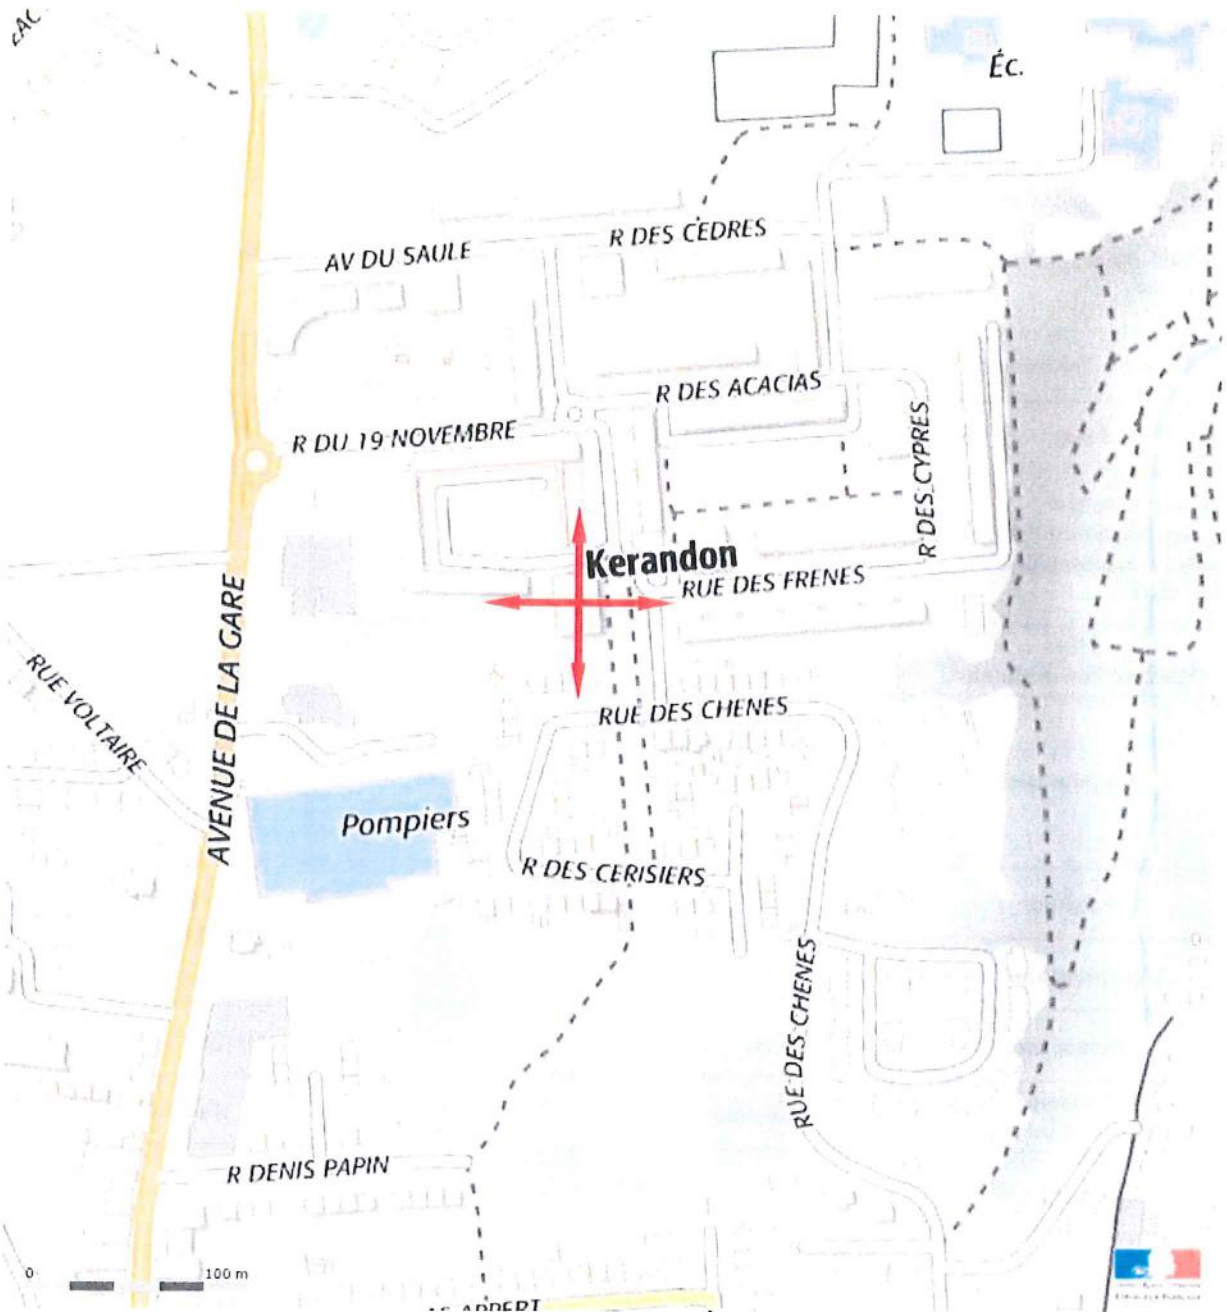 Éc.
R DES CEDRES
AV DU SAULE
R DES ACACIAS
R DU 19 NOVEMBRE
R DES CYPRES
Kerandon
RUE DES FRENES
AVENUE DE LA GARE
RUE VOLTAIRE
RUE DES CHENES
Pompiers
R DES CERISIERS
RUE DES CHENES
R DENIS PAPIN
0
100 m